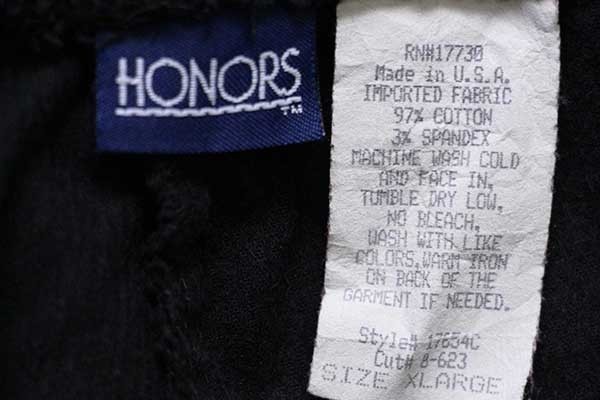 HONORS
TM
RN#17730
Made in U.S.A.
IMPORTED FABRIC
97% COTTON
3% SPANDEX
MACHINE WASH COLD
AND FACE IN,
TUMBLE DRY LOW,
NO BLEACH,
WASH WITH LIKE
COLORS,WARM IRON
ON BACK OF THE
GARMENT IF NEEDED.
Style# 17654C
Cut# 8-623
SIZE XLARGE